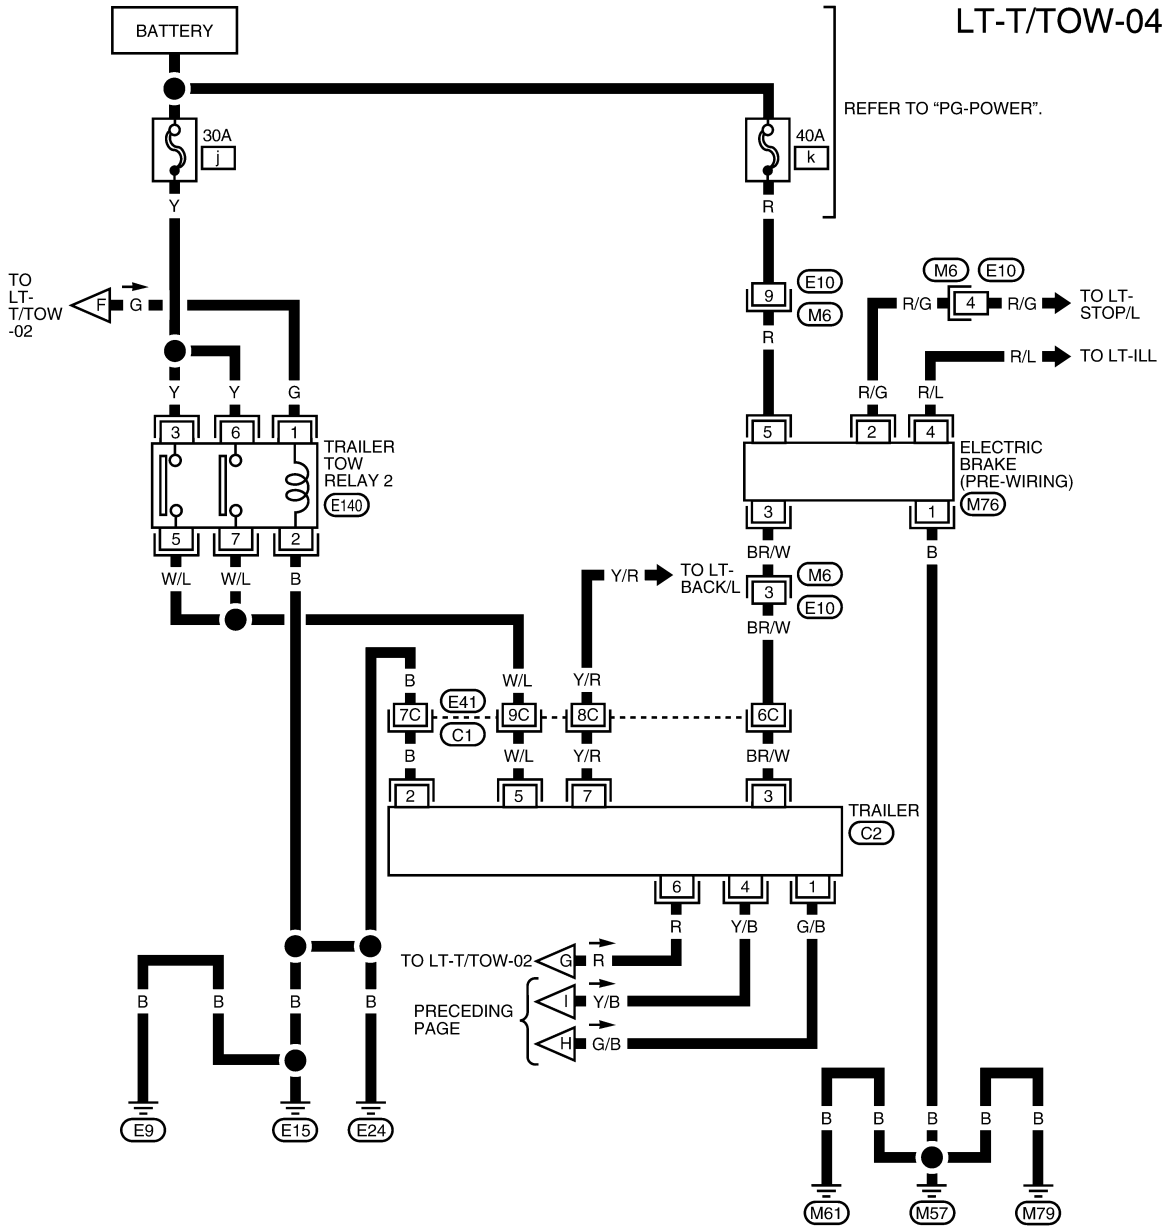 LT-T/TOW-04
BATTERY
REFER TO “PG-POWER”.
30A
j
40A
k
Y
R
TO
LT-
T/TOW
-02
F
G
9
E10
M6
R
M6
E10
R/G
4
R/G
TO LT-
STOP/L
R/L
TO LT-ILL
Y
Y
G
R/G
R/L
3
6
1
5
2
4
TRAILER
TOW
RELAY 2
E140
ELECTRIC
BRAKE
(PRE-WIRING)
M76
5
7
2
3
1
W/L
W/L
B
BR/W
B
Y/R
TO LT-
BACK/L
3
M6
E10
BR/W
B
W/L
Y/R
7C
E41
C1
9C
8C
6C
B
W/L
Y/R
BR/W
2
5
7
3
TRAILER
C2
6
4
1
R
Y/B
G/B
TO LT-T/TOW-02
G
R
PRECEDING
PAGE
I
Y/B
H
G/B
B
B
B
B
E9
E15
E24
B
B
B
B
B
M61
M57
M79